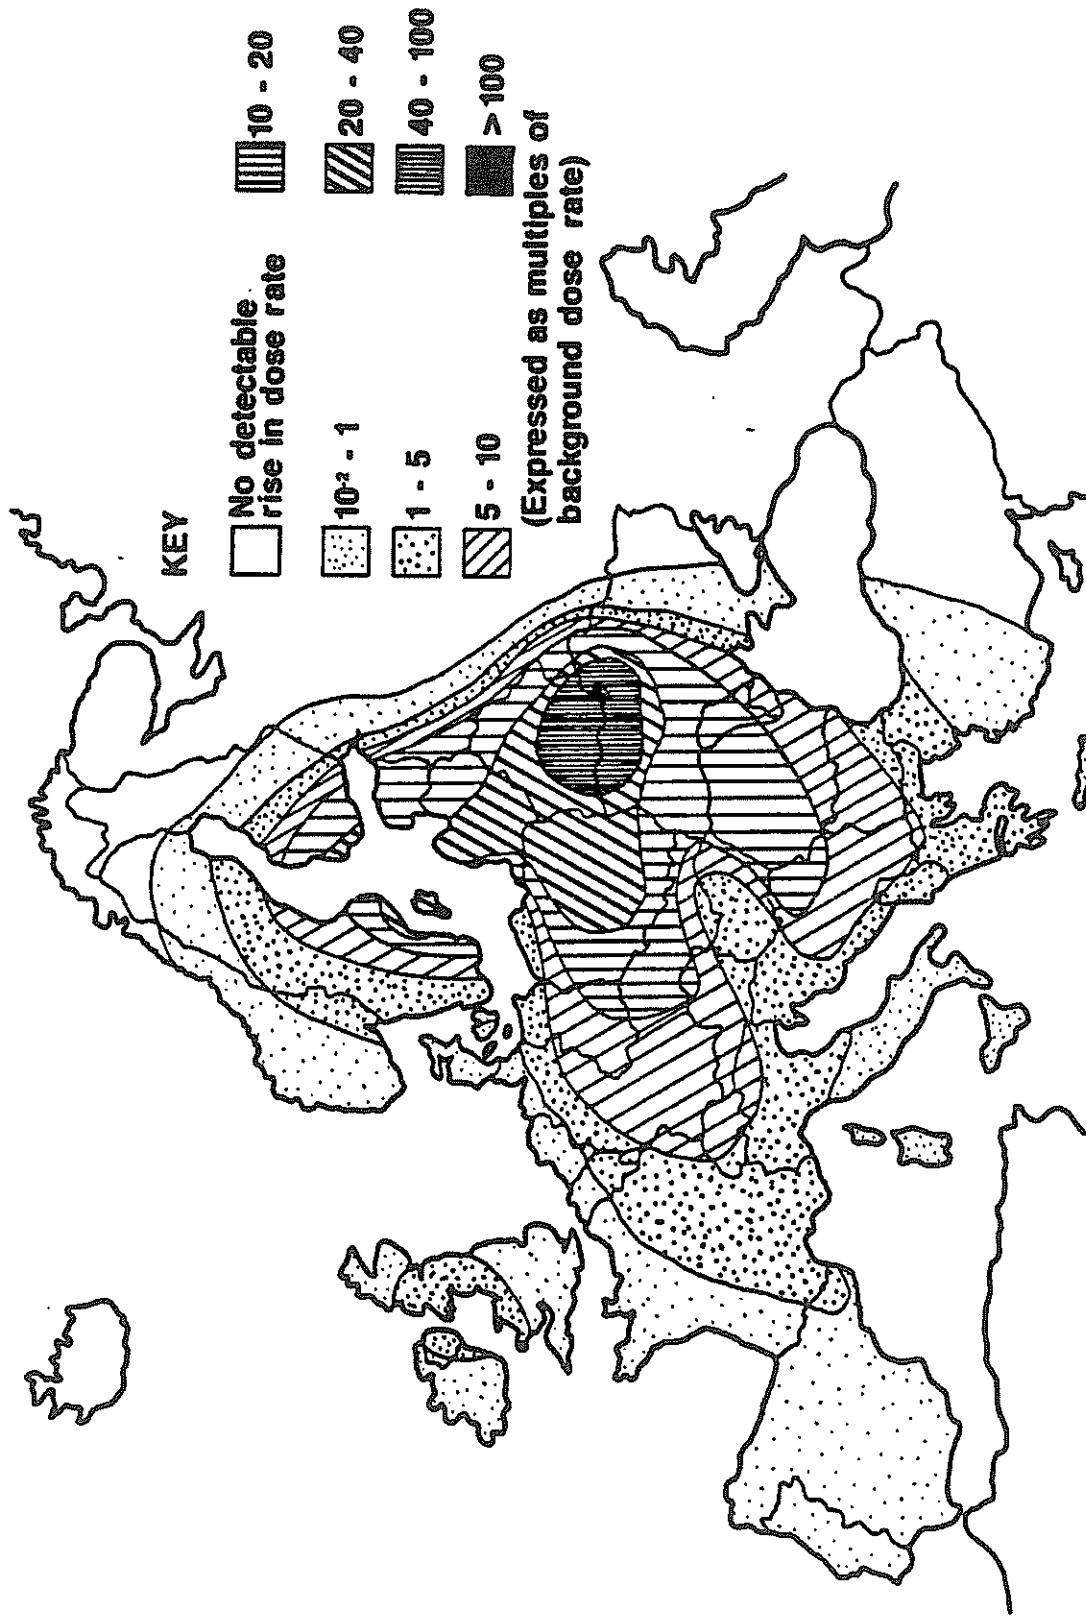 KEY
No detectable
rise in dose rate
10⁻² - 1
1 - 5
5 - 10
10 - 20
20 - 40
40 - 100
>100
(Expressed as multiples of
background dose rate)